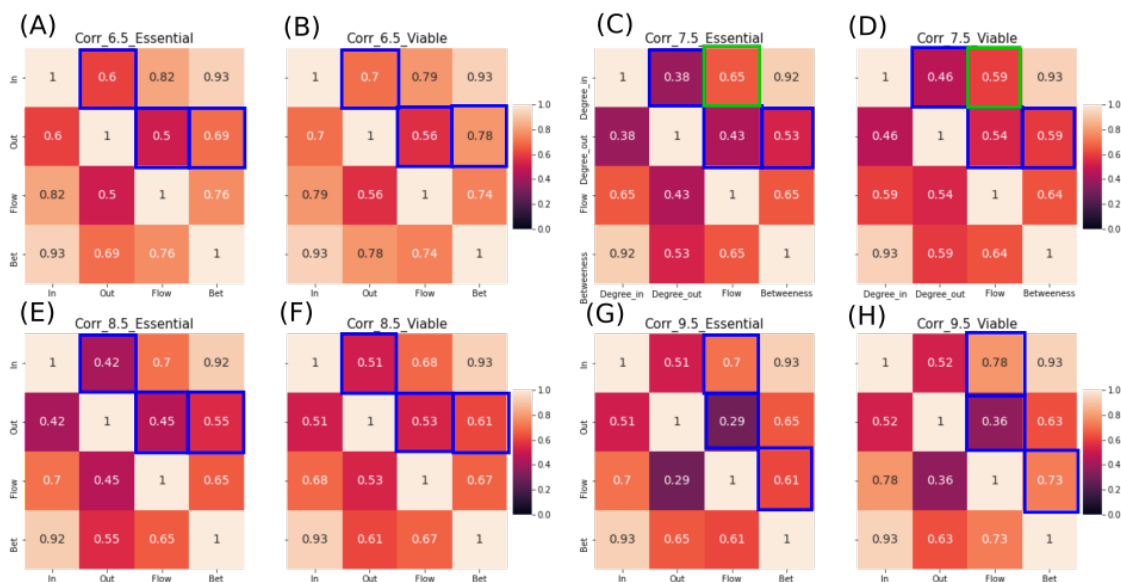 (A) (B) (C) (D)
Corr_6.5_Essential Corr_6.5_Viable Corr_7.5_Essential Corr_7.5_Viable
In 1 0.6 0.82 0.93 1 0.7 0.79 0.93 Degree_in 1 0.38 0.65 0.92 1 0.46 0.59 0.93
Out 0.6 1 0.5 0.69 0.7 1 0.56 0.78 Degree_out 0.38 1 0.43 0.53 0.46 1 0.54 0.59
Flow 0.82 0.5 1 0.76 0.79 0.56 1 0.74 Flow 0.65 0.43 1 0.65 0.59 0.54 1 0.64
Bet 0.93 0.69 0.76 1 0.93 0.78 0.74 1 Betweeness 0.92 0.53 0.65 1 0.93 0.59 0.64 1
1.0 1.0
0.8 0.8
0.6 0.6
0.4 0.4
0.2 0.2
0.0 0.0
In Out Flow Bet In Out Flow Bet Degree_in Degree_out Flow Betweeness Degree_in Degree_out Flow Betweeness
(E) (F) (G) (H)
Corr_8.5_Essential Corr_8.5_Viable Corr_9.5_Essential Corr_9.5_Viable
In 1 0.42 0.7 0.92 1 0.51 0.68 0.93 In 1 0.51 0.7 0.93 1 0.52 0.78 0.93
Out 0.42 1 0.45 0.55 0.51 1 0.53 0.61 Out 0.51 1 0.29 0.65 0.52 1 0.36 0.63
Flow 0.7 0.45 1 0.65 0.68 0.53 1 0.67 Flow 0.7 0.29 1 0.61 0.78 0.36 1 0.73
Bet 0.92 0.55 0.65 1 0.93 0.61 0.67 1 Bet 0.93 0.65 0.61 1 0.93 0.63 0.73 1
1.0 1.0
0.8 0.8
0.6 0.6
0.4 0.4
0.2 0.2
0.0 0.0
In Out Flow Bet In Out Flow Bet In Out Flow Bet In Out Flow Bet